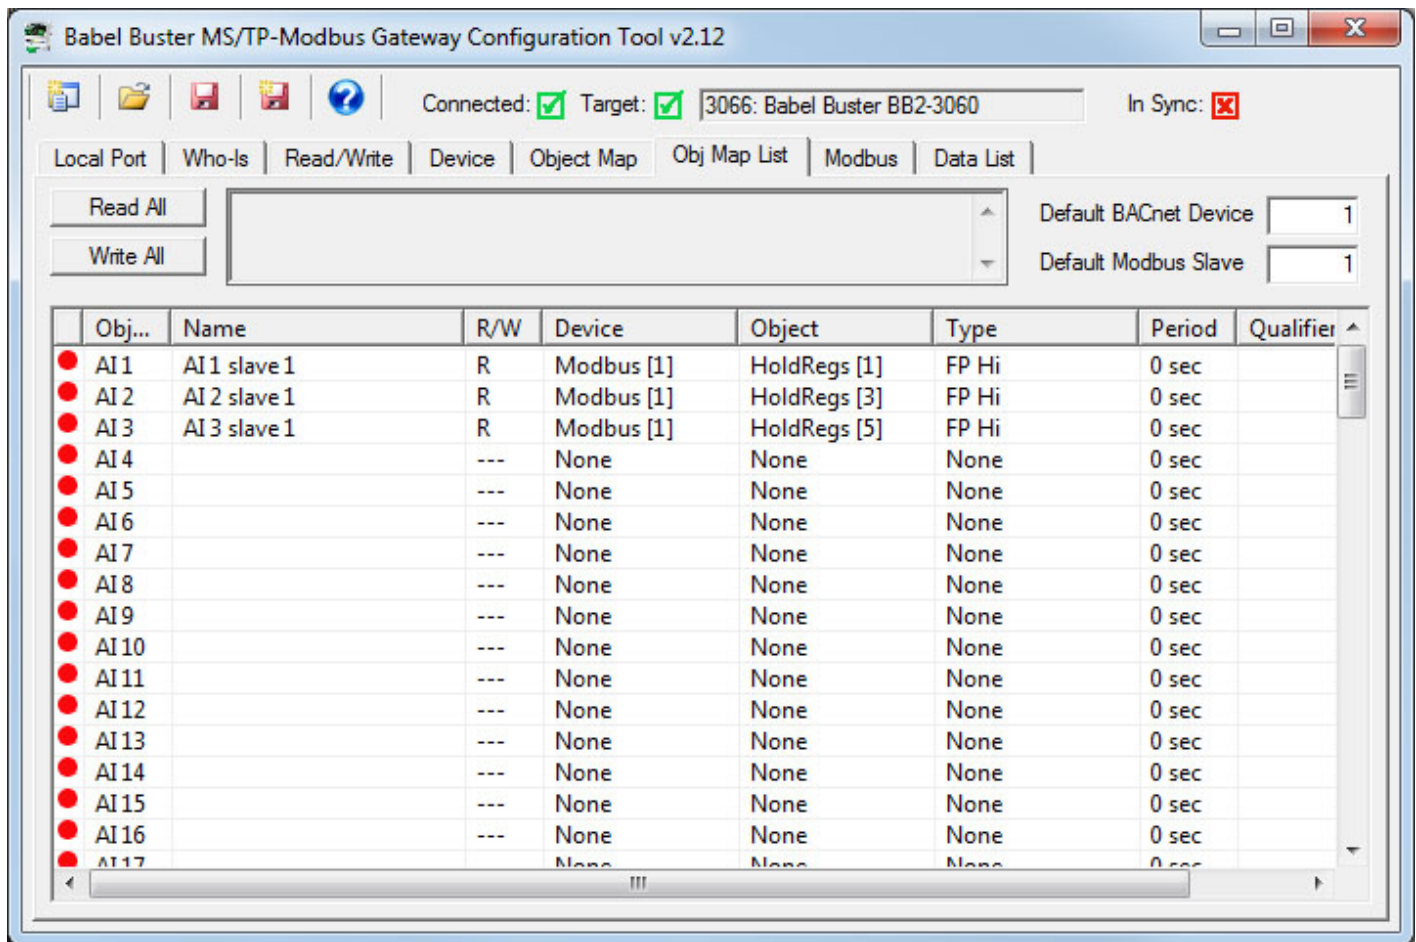 Babel Buster MS/TP-Modbus Gateway Configuration Tool v2.12
Connected: Target: 3066: Babel Buster BB2-3060 In Sync:
Local Port Who-Is Read/Write Device Object Map Obj Map List Modbus Data List
Read All Default BACnet Device 1
Write All Default Modbus Slave 1
Obj... Name R/W Device Object Type Period Qualifier
AI 1 AI 1 slave 1 R Modbus [1] HoldRegs [1] FP Hi 0 sec
AI 2 AI 2 slave 1 R Modbus [1] HoldRegs [3] FP Hi 0 sec
AI 3 AI 3 slave 1 R Modbus [1] HoldRegs [5] FP Hi 0 sec
AI 4 --- None None None 0 sec
AI 5 --- None None None 0 sec
AI 6 --- None None None 0 sec
AI 7 --- None None None 0 sec
AI 8 --- None None None 0 sec
AI 9 --- None None None 0 sec
AI 10 --- None None None 0 sec
AI 11 --- None None None 0 sec
AI 12 --- None None None 0 sec
AI 13 --- None None None 0 sec
AI 14 --- None None None 0 sec
AI 15 --- None None None 0 sec
AI 16 --- None None None 0 sec
AI 17 None None None 0 sec